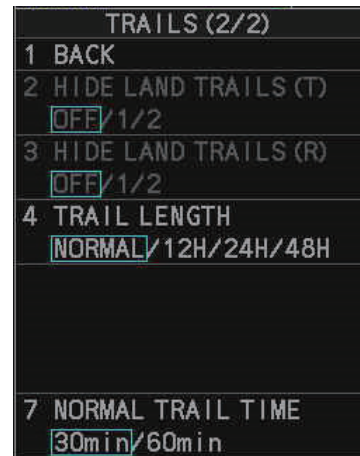 TRAILS (2/2)
1 BACK
2 HIDE LAND TRAILS (T)
OFF/1/2
3 HIDE LAND TRAILS (R)
OFF/1/2
4 TRAIL LENGTH
NORMAL/12H/24H/48H
7 NORMAL TRAIL TIME
30min/60min